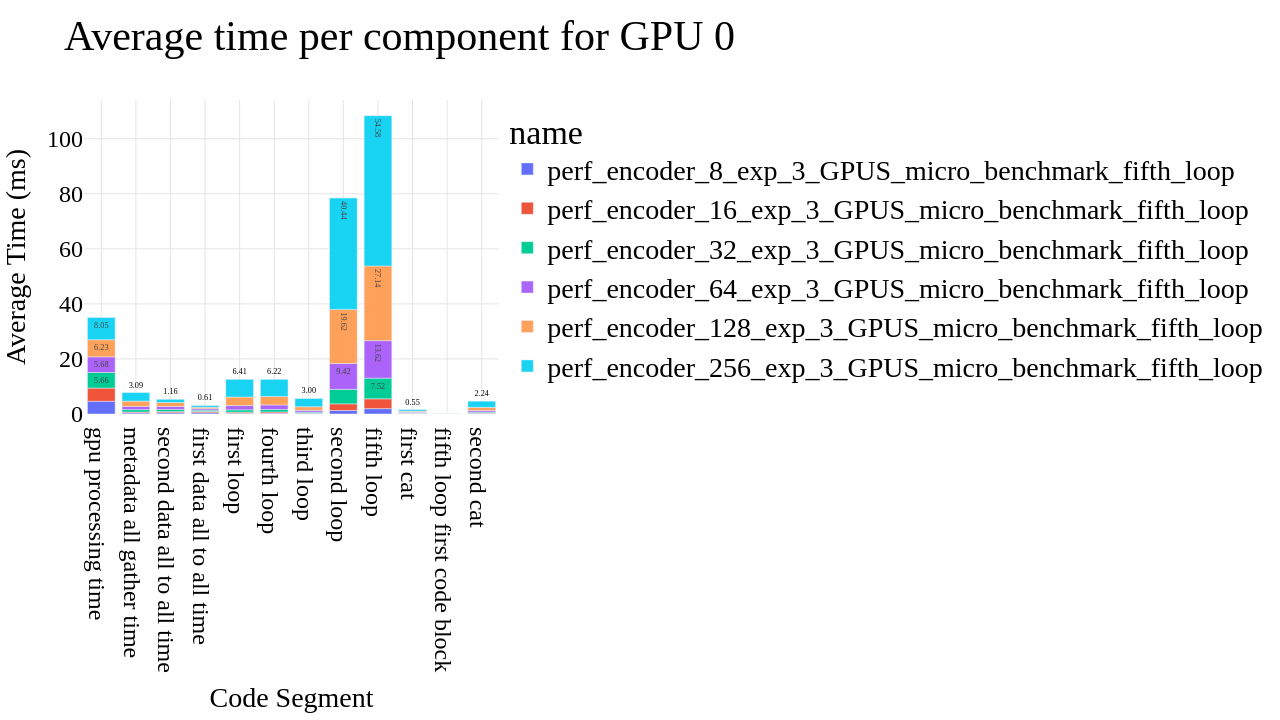 Average time per component for GPU 0
Average Time (ms)
100
80
60
40
20
0
8.05
6.23
5.68
5.66
3.09
1.16
0.61
6.41
6.22
3.00
40.44
19.62
9.42
54.58
27.14
13.62
7.52
0.55
2.24
gpu processing time
metadata all gather time
second data all to all time
first data all to all time
first loop
fourth loop
third loop
second loop
fifth loop
first cat
fifth loop first code block
second cat
Code Segment
name
perf_encoder_8_exp_3_GPUS_micro_benchmark_fifth_loop
perf_encoder_16_exp_3_GPUS_micro_benchmark_fifth_loop
perf_encoder_32_exp_3_GPUS_micro_benchmark_fifth_loop
perf_encoder_64_exp_3_GPUS_micro_benchmark_fifth_loop
perf_encoder_128_exp_3_GPUS_micro_benchmark_fifth_loop
perf_encoder_256_exp_3_GPUS_micro_benchmark_fifth_loop